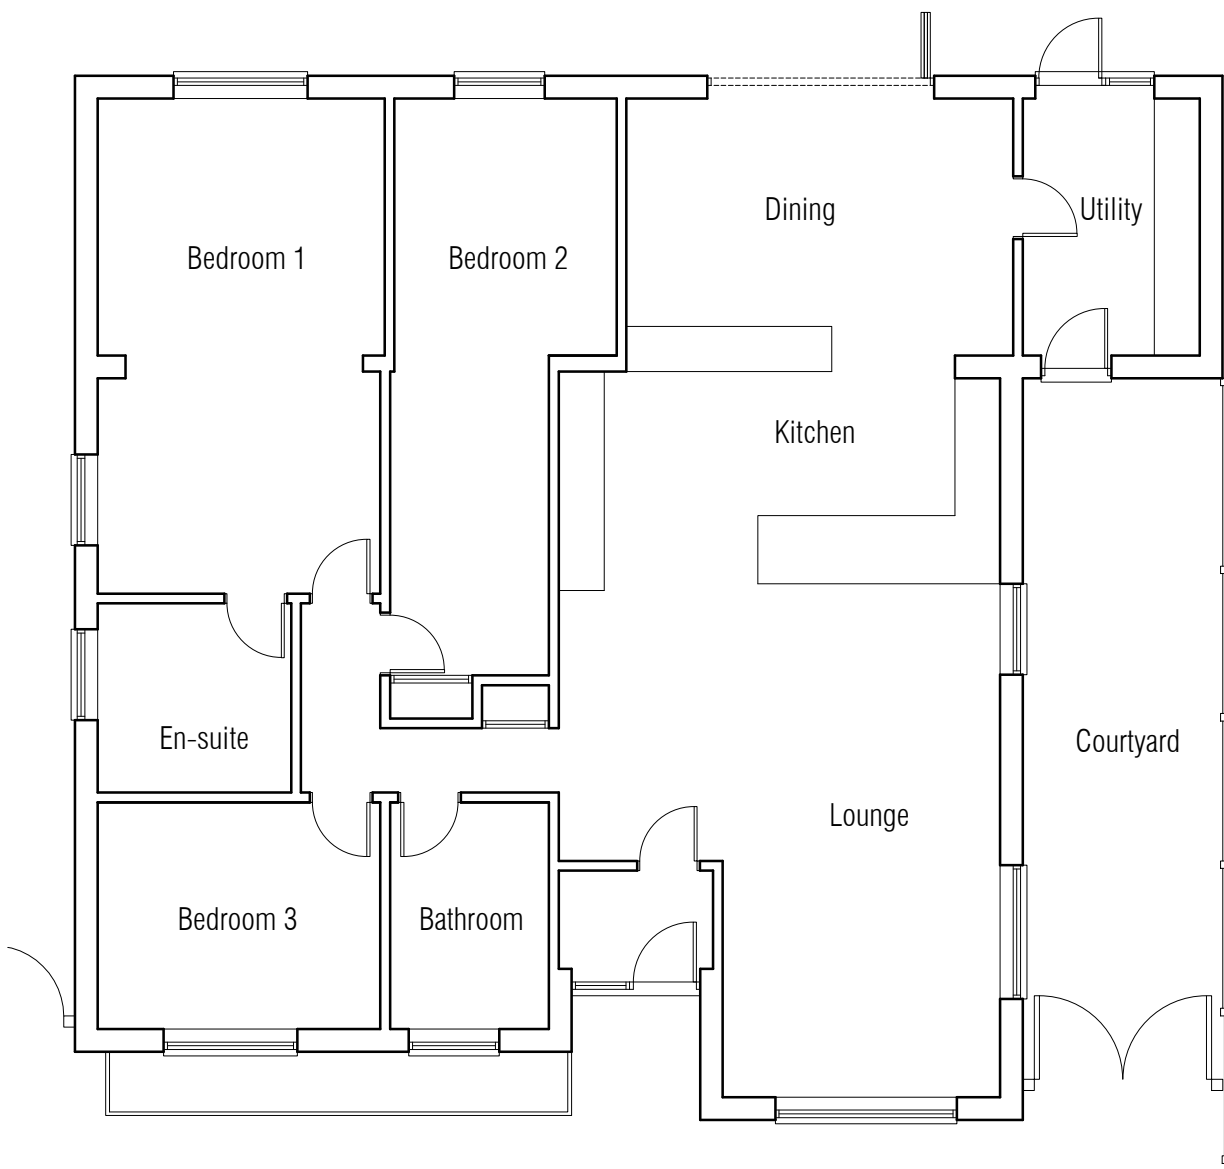 Dining
Utility
Bedroom 1
Bedroom 2
Kitchen
En-suite
Courtyard
Lounge
Bedroom 3
Bathroom